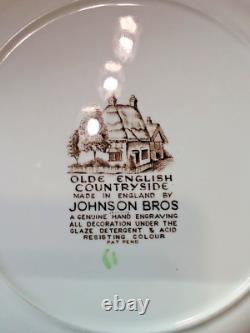 OLDE ENGLISH
COUNTRYSIDE
MADE IN ENGLAND BY
JOHNSON BROS
A GENUINE HAND ENGRAVING
ALL DECORATION UNDER THE
GLAZE DETERGENT & ACID
RESISTING COLOUR
PAT PEND